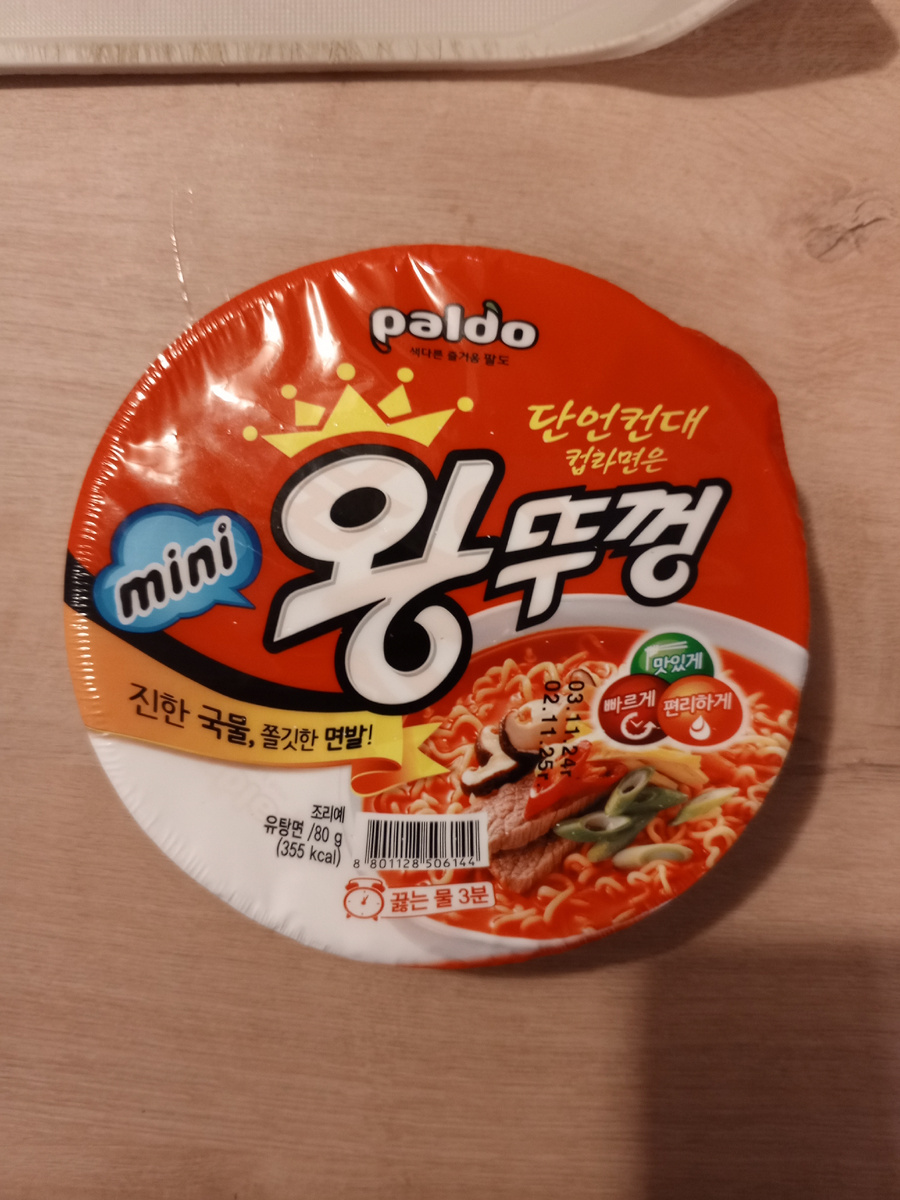 paldo
색다른 즐거움 팔도
단언컨대
컵라면은
왕뚜껑
mini
진한 국물, 쫄깃한 면발!
맛있게
빠르게 편리하게
03.11.24г
02.11.25г
조리예
유탕면 /80 g
(355 kcal)
8 801128 506144
끓는 물 3분